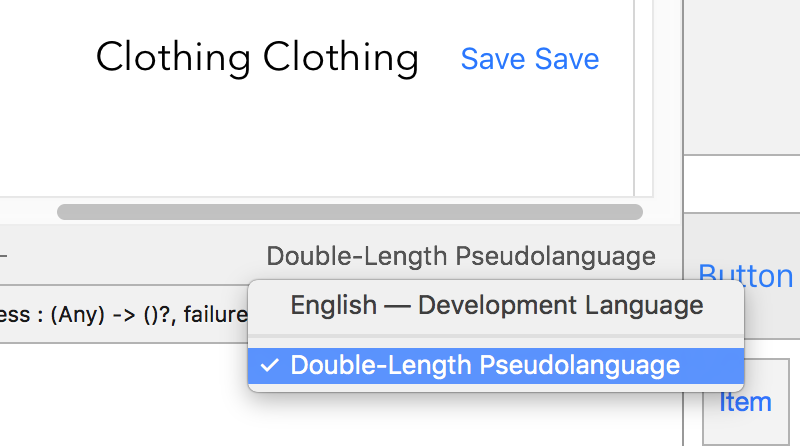 Clothing Clothing
Save Save
Double-Length Pseudolanguage
Button
English — Development Language
ess : (Any) -> ()?, failure
Double-Length Pseudolanguage
Item